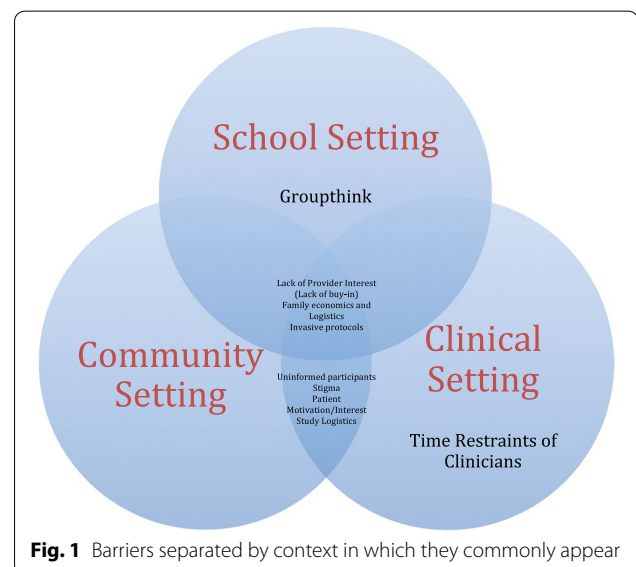 School Setting
Groupthink
Lack of Provider Interest
(Lack of buy-in)
Family economics and
Logistics
Invasive protocols
Community
Setting
Uninformed participants
Stigma
Patient
Motivation/Interest
Study Logistics
Clinical
Setting
Time Restraints of
Clinicians
Fig. 1 Barriers separated by context in which they commonly appear